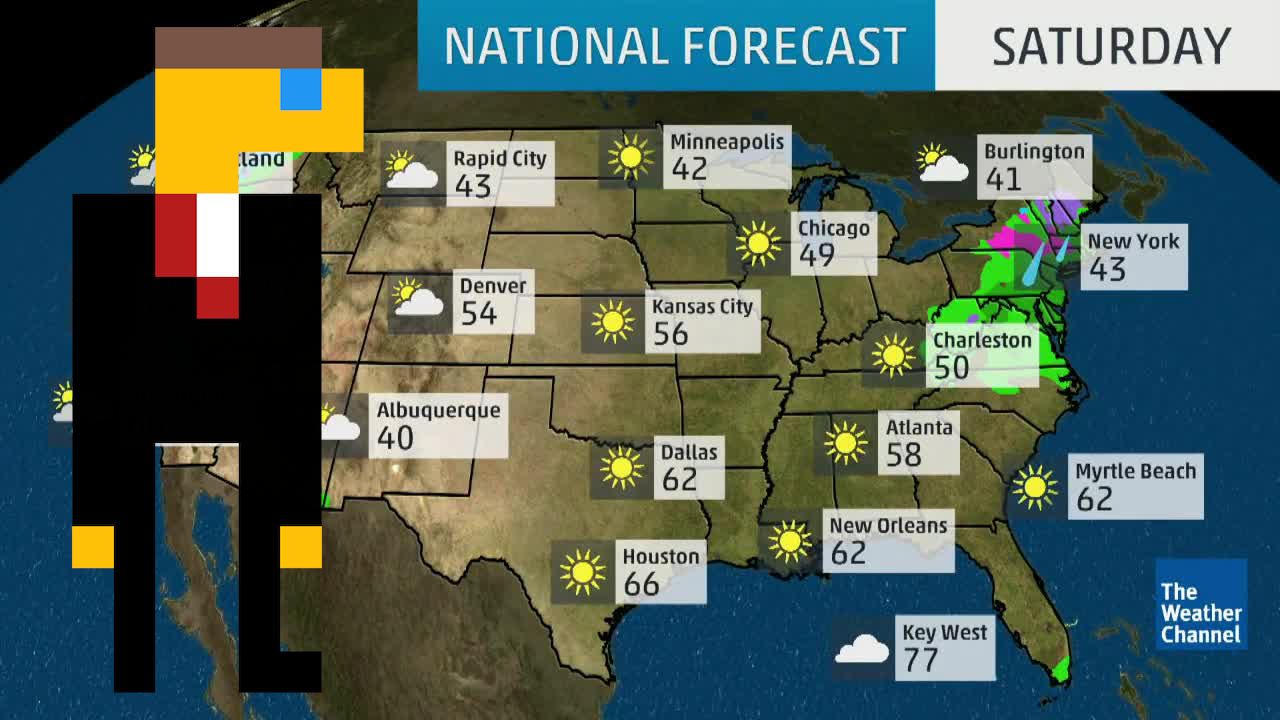 NATIONAL FORECAST
SATURDAY
Minneapolis
42
Rapid City
43
Burlington
41
Chicago
49
New York
43
Denver
54
Kansas City
56
Charleston
50
Albuquerque
40
Atlanta
58
Dallas
62
Myrtle Beach
62
New Orleans
62
Houston
66
Key West
77
The
Weather
Channel